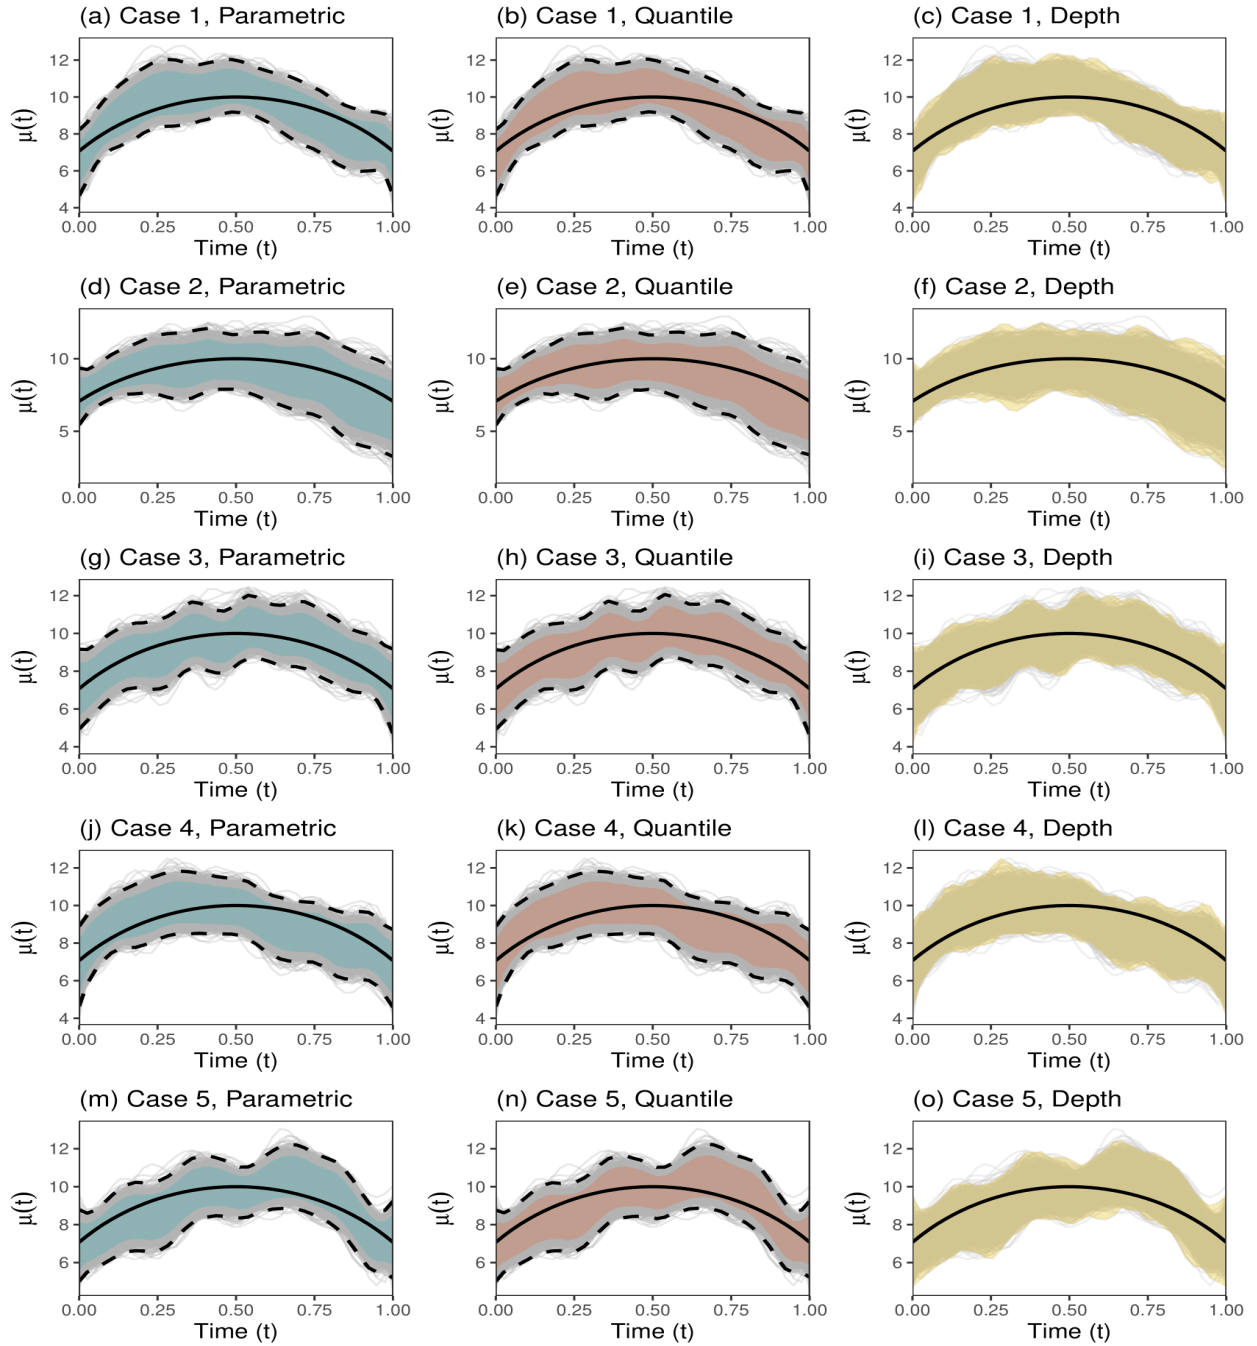 (a) Case 1, Parametric
(b) Case 1, Quantile
(c) Case 1, Depth
μ(t)
12
10
8
6
4
0.00 0.25 0.50 0.75 1.00
Time (t)
μ(t)
12
10
8
6
4
0.00 0.25 0.50 0.75 1.00
Time (t)
μ(t)
12
10
8
6
4
0.00 0.25 0.50 0.75 1.00
Time (t)
(d) Case 2, Parametric
(e) Case 2, Quantile
(f) Case 2, Depth
μ(t)
10
5
0.00 0.25 0.50 0.75 1.00
Time (t)
μ(t)
10
5
0.00 0.25 0.50 0.75 1.00
Time (t)
μ(t)
10
5
0.00 0.25 0.50 0.75 1.00
Time (t)
(g) Case 3, Parametric
(h) Case 3, Quantile
(i) Case 3, Depth
μ(t)
12
10
8
6
4
0.00 0.25 0.50 0.75 1.00
Time (t)
μ(t)
12
10
8
6
4
0.00 0.25 0.50 0.75 1.00
Time (t)
μ(t)
12
10
8
6
4
0.00 0.25 0.50 0.75 1.00
Time (t)
(j) Case 4, Parametric
(k) Case 4, Quantile
(l) Case 4, Depth
μ(t)
12
10
8
6
4
0.00 0.25 0.50 0.75 1.00
Time (t)
μ(t)
12
10
8
6
4
0.00 0.25 0.50 0.75 1.00
Time (t)
μ(t)
12
10
8
6
4
0.00 0.25 0.50 0.75 1.00
Time (t)
(m) Case 5, Parametric
(n) Case 5, Quantile
(o) Case 5, Depth
μ(t)
12
10
8
6
0.00 0.25 0.50 0.75 1.00
Time (t)
μ(t)
12
10
8
6
0.00 0.25 0.50 0.75 1.00
Time (t)
μ(t)
12
10
8
6
0.00 0.25 0.50 0.75 1.00
Time (t)